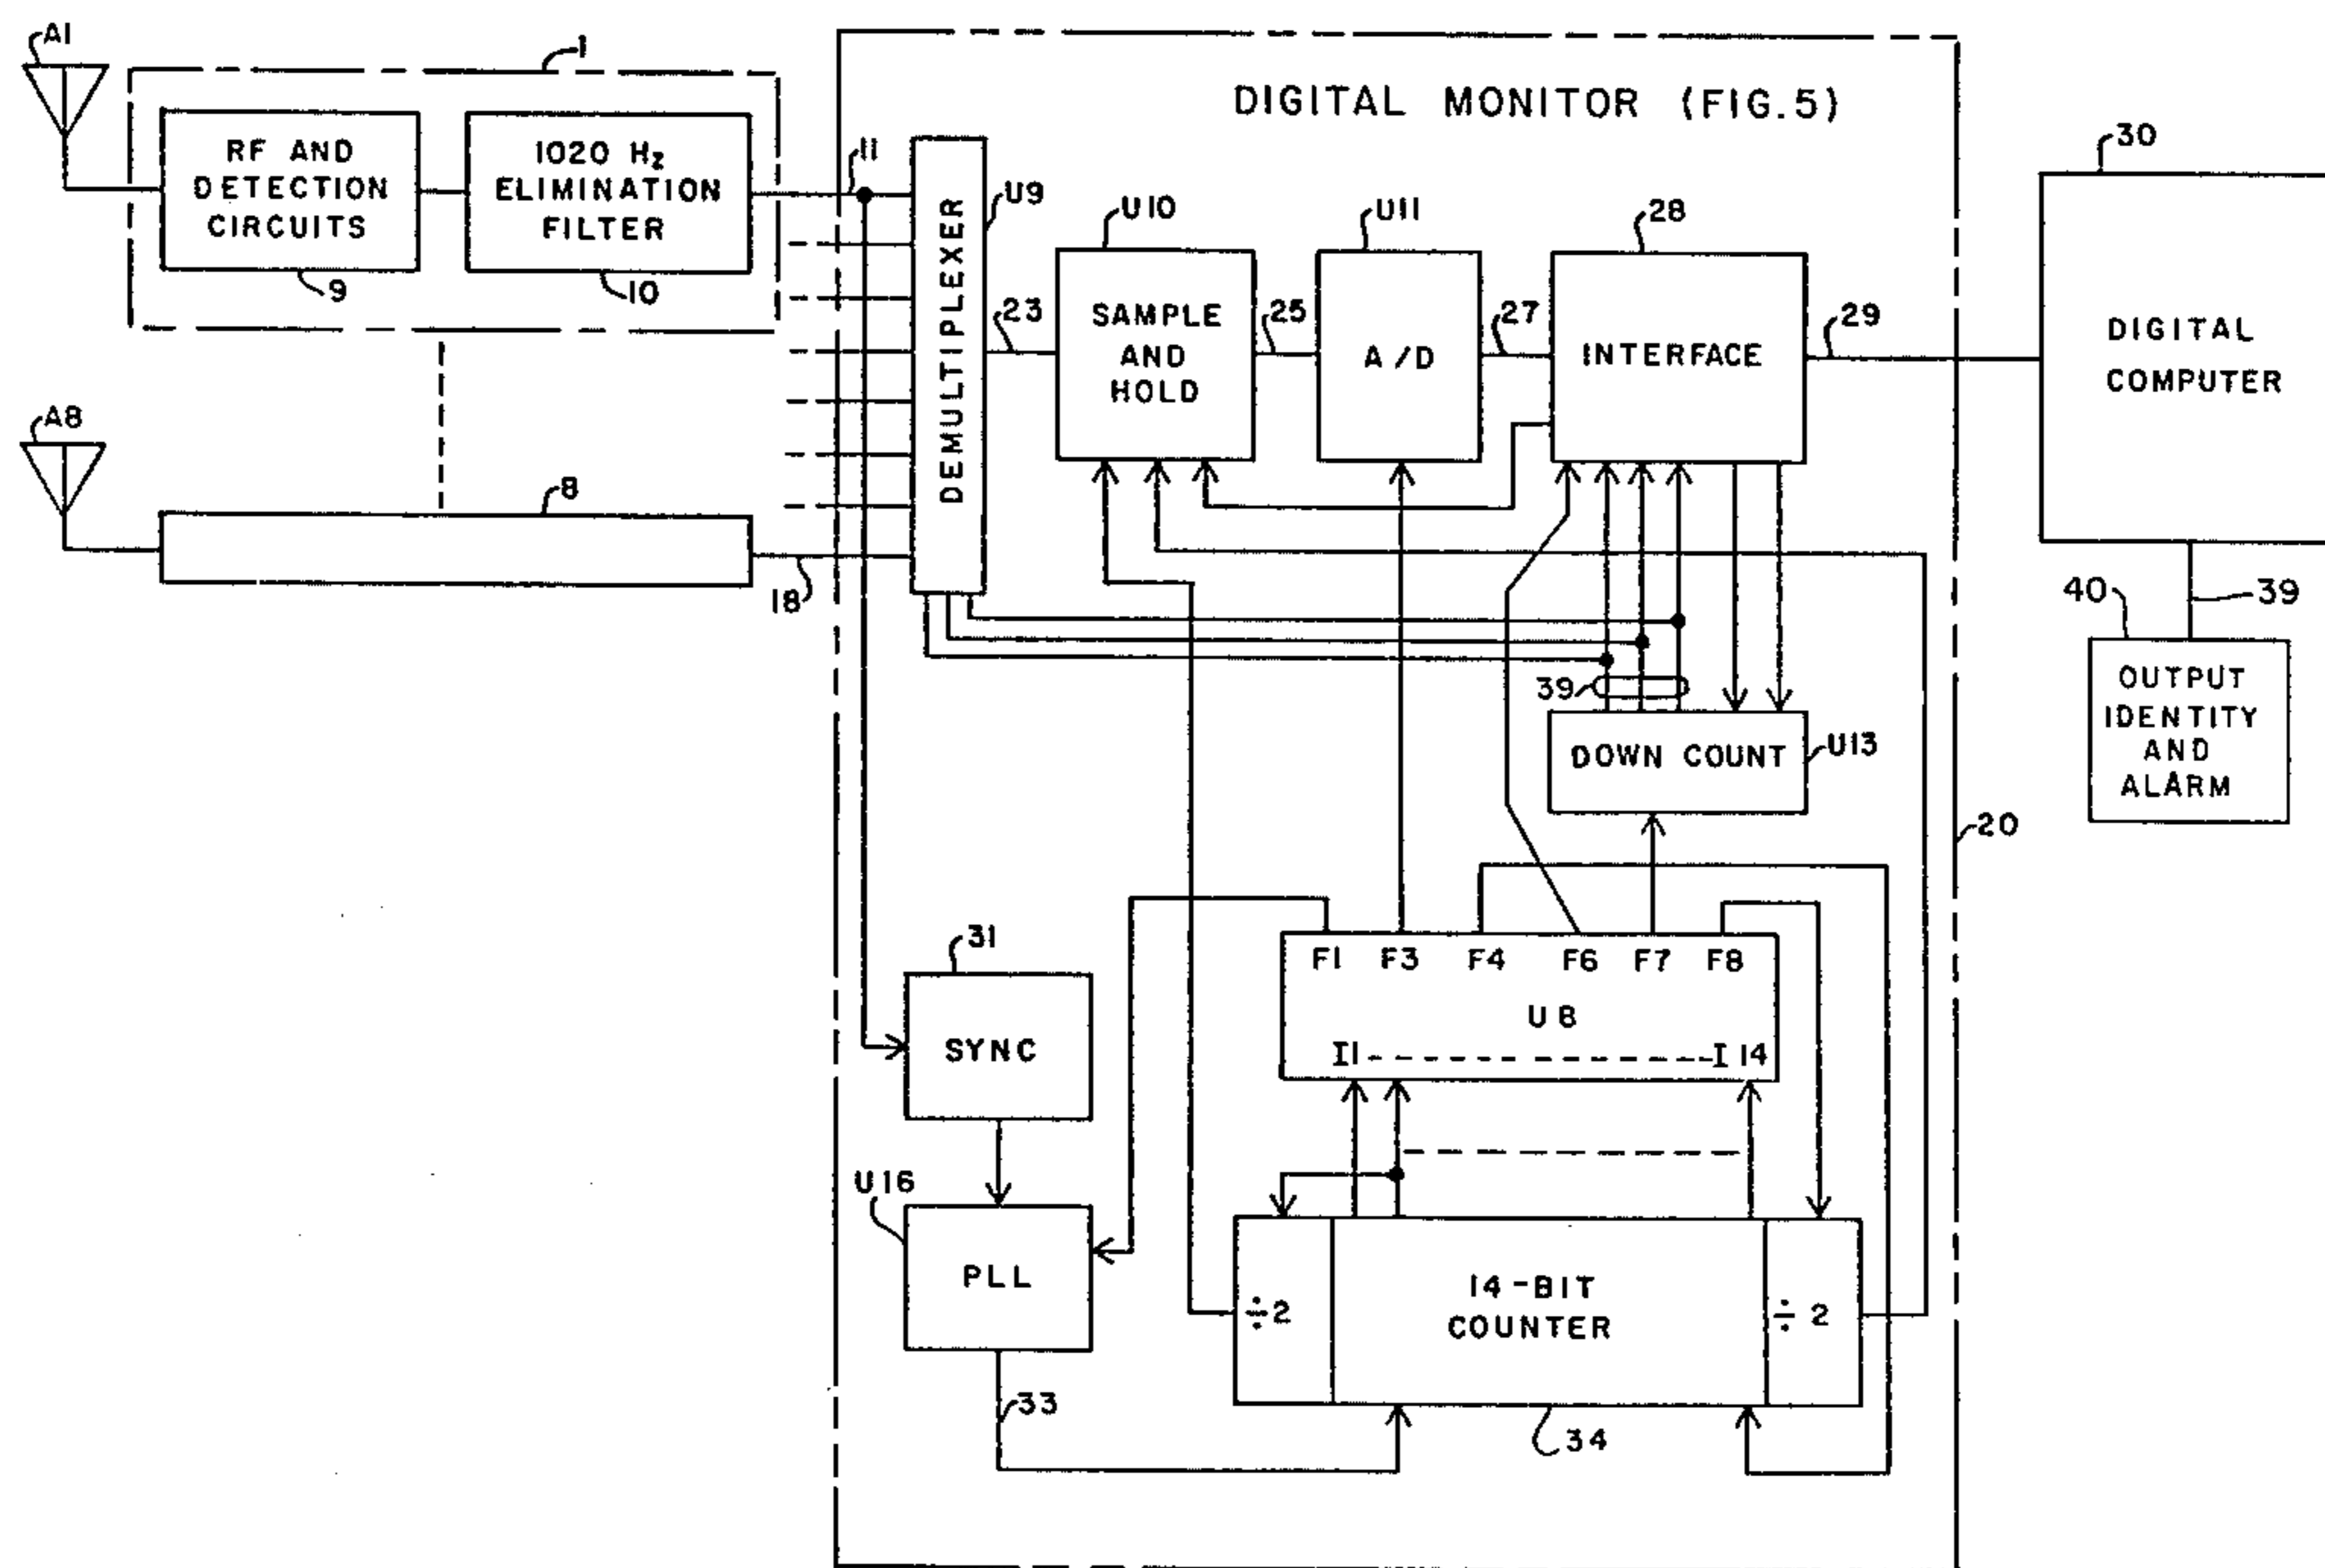 A1
1
DIGITAL MONITOR (FIG.5)
RF AND
DETECTION
CIRCUITS
9
1020 Hz
ELIMINATION
FILTER
10
11
DEMULTIPLEXER
U9
23
U10
SAMPLE
AND
HOLD
25
U11
A/D
27
28
INTERFACE
29
30
DIGITAL
COMPUTER
A8
8
18
39
40
OUTPUT
IDENTITY
AND
ALARM
39
DOWN COUNT
U13
20
31
SYNC
F1 F3 F4 F6 F7 F8
U8
I1 I14
U16
PLL
33
÷2
14-BIT
COUNTER
÷2
34